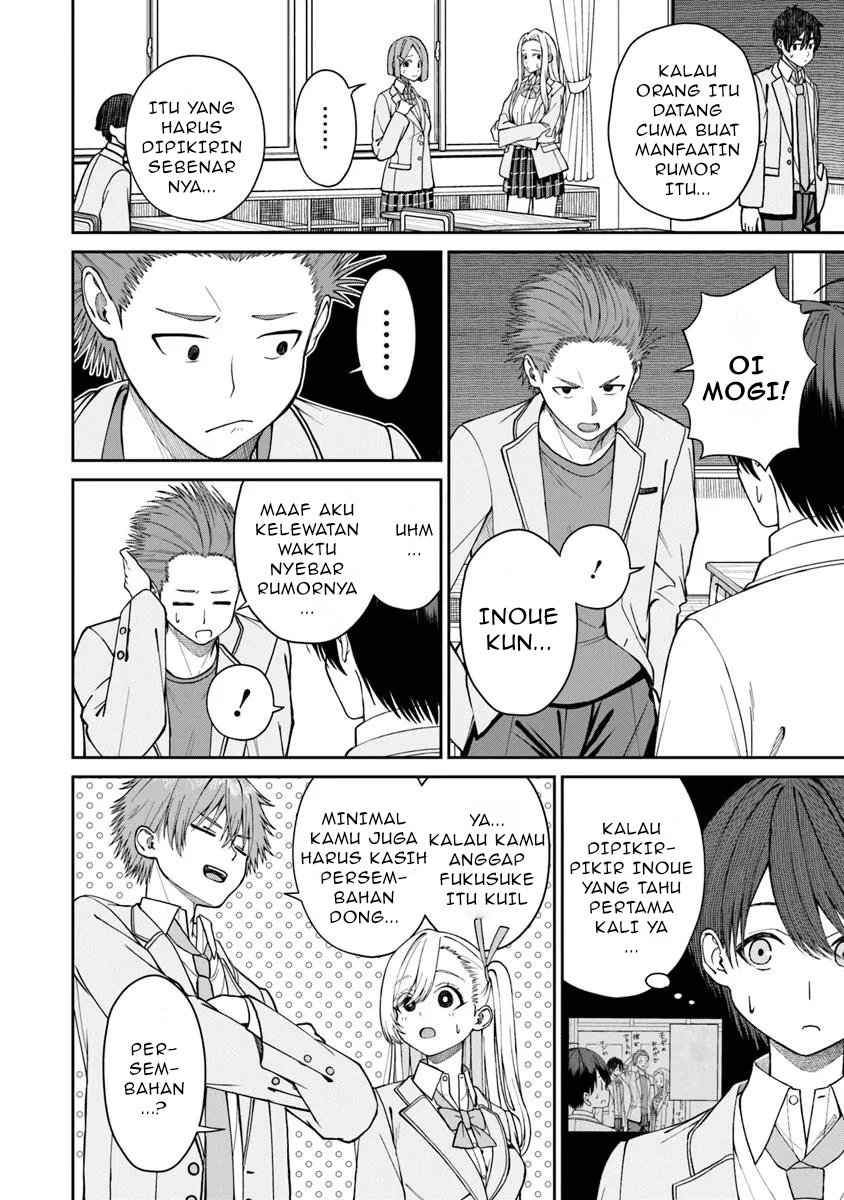 KALAU
ORANG ITU
DATANG
CUMA BUAT
MANFAATIN
RUMOR
ITU...
......
ITU YANG
HARUS
DIPIKIRIN
SEBENAR
NYA...
OI
MOGI!
!
INOUE
KUN...
......
UHM
...
MAAF AKU
KELEWATAN
WAKTU
NYEBAR
RUMORNYA
...
!
KALAU
DIPIKIR-
PIKIR INOUE
YANG TAHU
PERTAMA
KALI YA
...
YA...
KALAU KAMU
ANGGAP
FUKUSUKE
ITU KUIL
MINIMAL
KAMU JUGA
HARUS KASIH
PERSEM-
BAHAN
DONG...
PER-
SEM-
BAHAN
...?